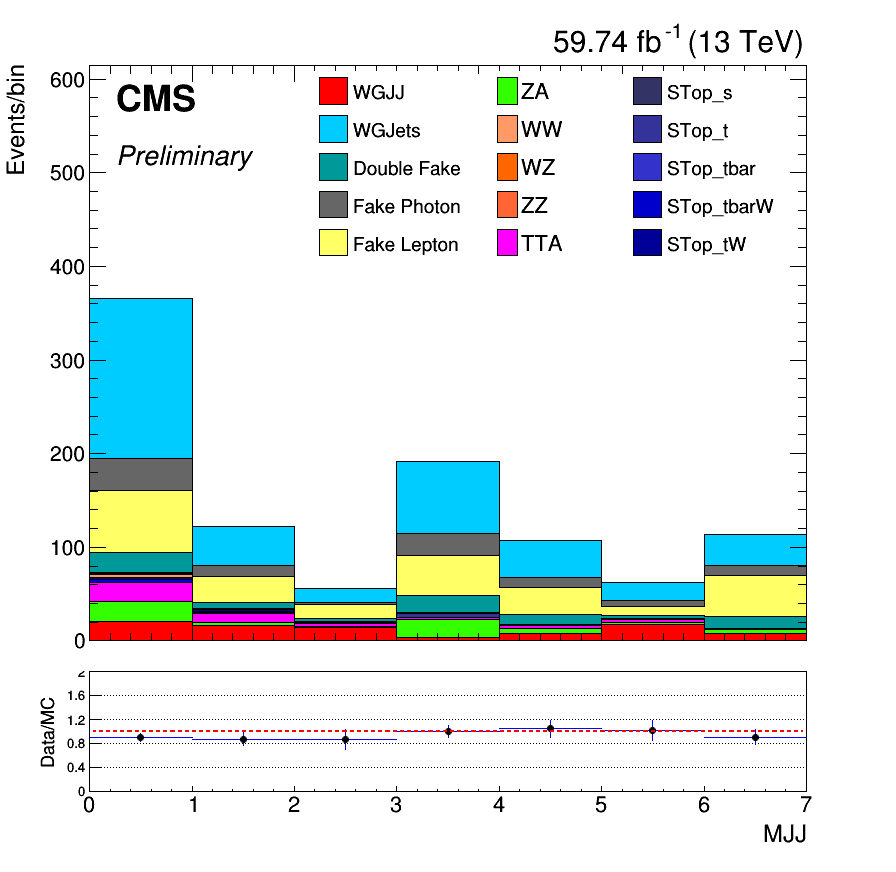 59.74 fb-1 (13 TeV)
Events/bin
600
500
400
300
200
100
0
CMS
Preliminary
WGJJ
WGJets
Double Fake
Fake Photon
Fake Lepton
ZA
WW
WZ
ZZ
TTA
STop_s
STop_t
STop_tbar
STop_tbarW
STop_tW
Data/MC
2
1.6
1.2
0.8
0.4
0
0 1 2 3 4 5 6 7
MJJ